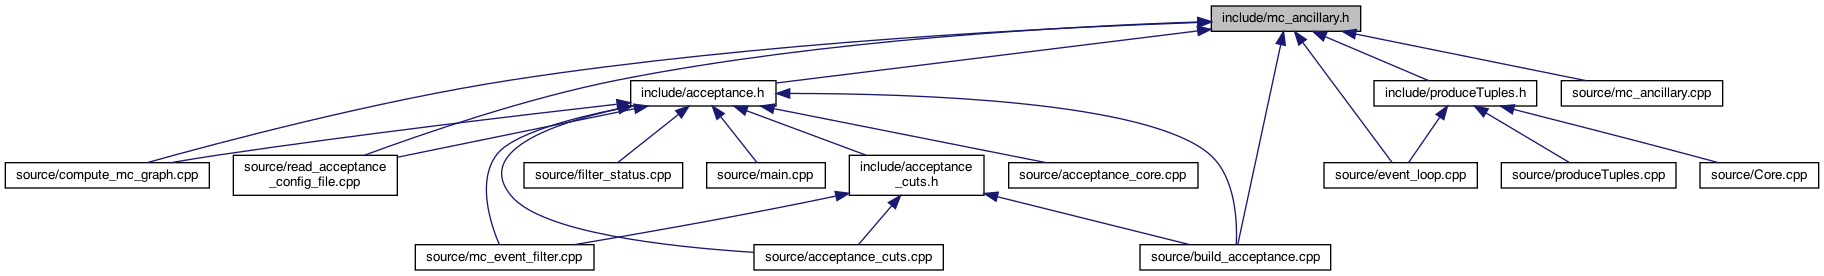 include/mc_ancillary.h
include/acceptance.h
include/produceTuples.h
source/mc_ancillary.cpp
source/compute_mc_graph.cpp
source/read_acceptance
_config_file.cpp
source/filter_status.cpp
source/main.cpp
include/acceptance
_cuts.h
source/acceptance_core.cpp
source/event_loop.cpp
source/produceTuples.cpp
source/Core.cpp
source/mc_event_filter.cpp
source/acceptance_cuts.cpp
source/build_acceptance.cpp